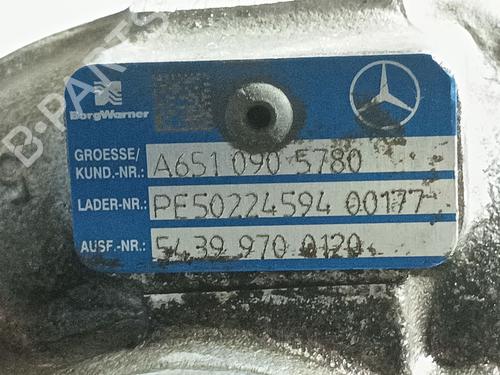 BorgWarner
GROESSE/
KUND.-NR.: A651 090 5780
LADER-NR.: PE50224594 00177
AUSF.-NR.: 5439 970 0120
B-PARTS